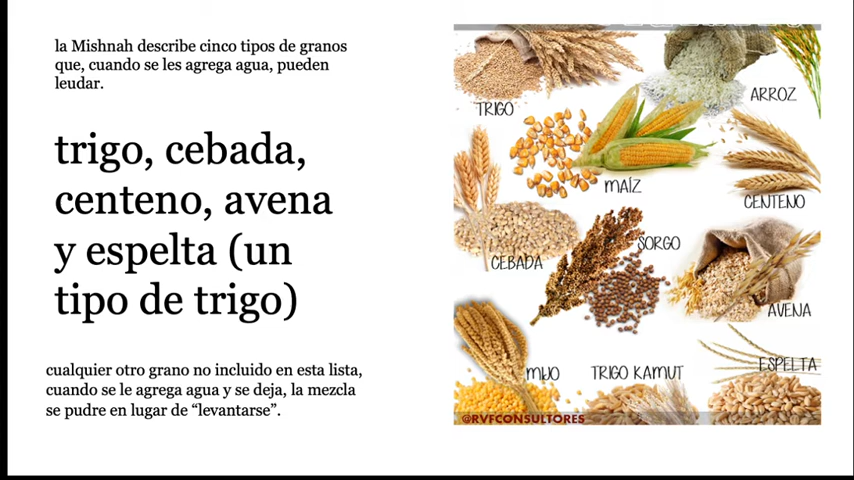 la Mishnah describe cinco tipos de granos
que, cuando se les agrega agua, pueden
leudar.
trigo, cebada,
centeno, avena
y espelta (un
tipo de trigo)
cualquier otro grano no incluido en esta lista,
cuando se le agrega agua y se deja, la mezcla
se pudre en lugar de “levantarse”.
TRIGO
ARROZ
MAÍZ
CENTENO
CEBADA
SORGO
AVENA
MIJO
TRIGO KAMUT
ESPELTA
@RVFCONSULTORES